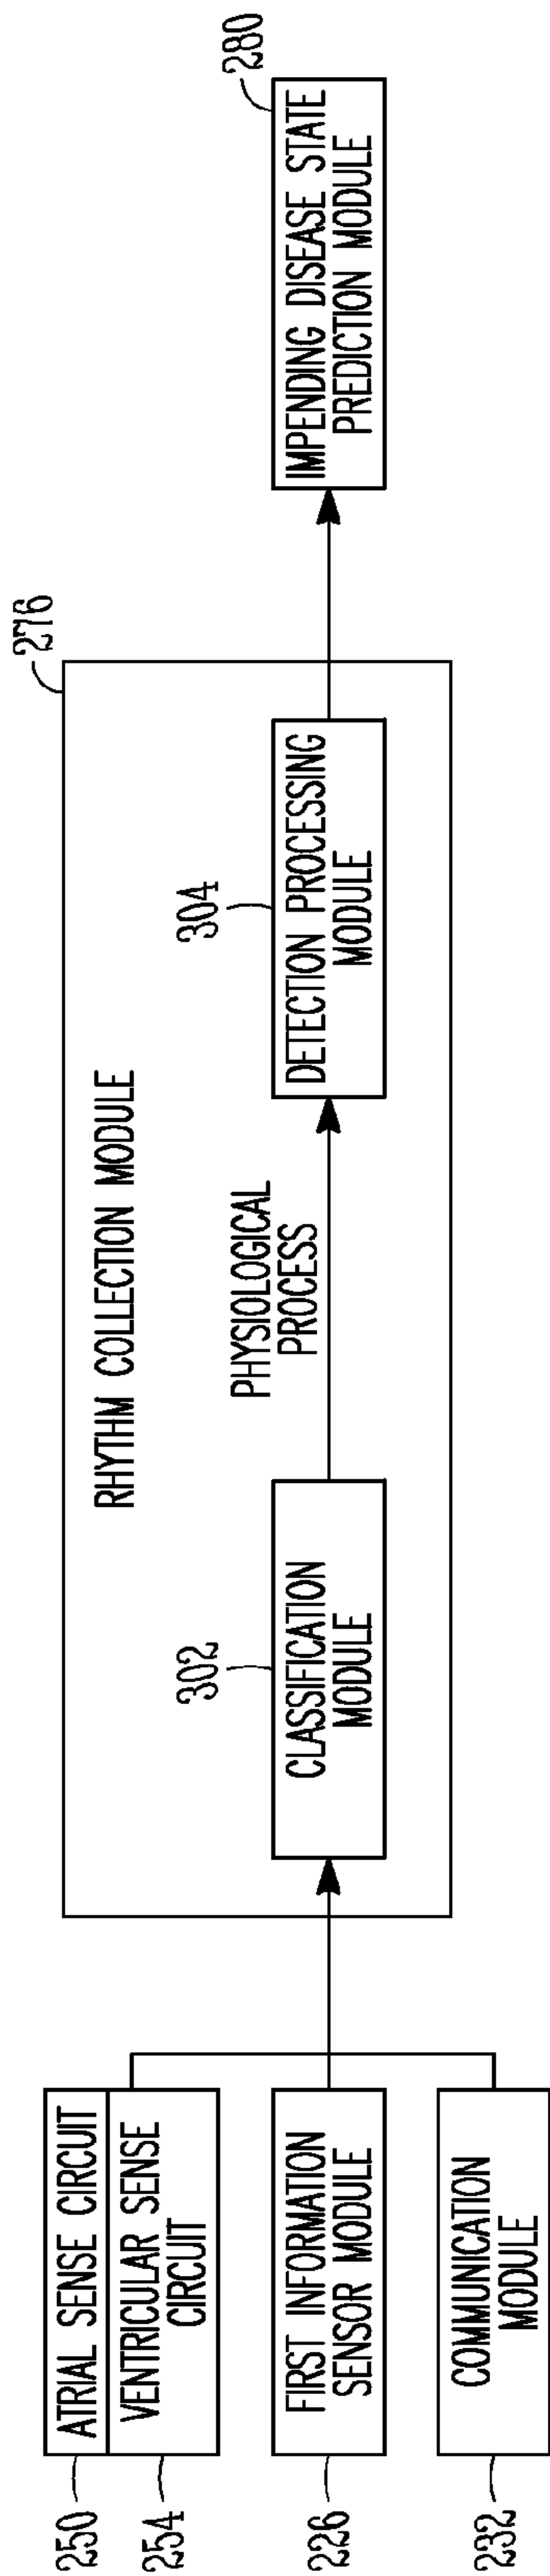 250
ATRIAL SENSE CIRCUIT
254
VENTRICULAR SENSE
CIRCUIT
226
FIRST INFORMATION
SENSOR MODULE
232
COMMUNICATION
MODULE
276
RHYTHM COLLECTION MODULE
302
CLASSIFICATION
MODULE
PHYSIOLOGICAL
PROCESS
304
DETECTION PROCESSING
MODULE
280
IMPENDING DISEASE STATE
PREDICTION MODULE